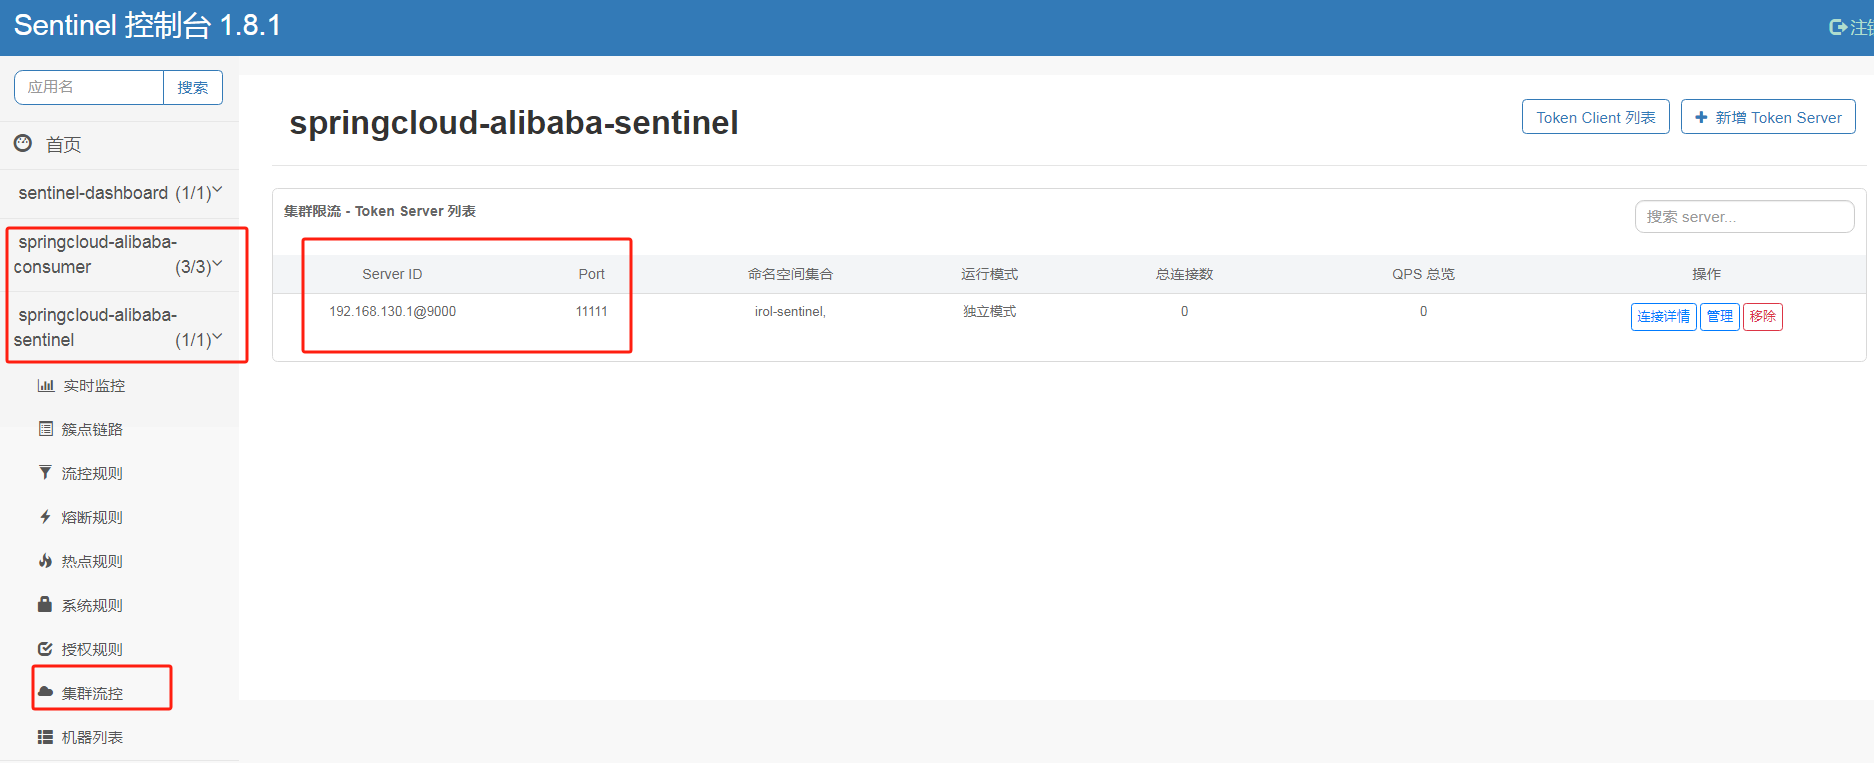 Sentinel 控制台 1.8.1
注销
应用名
搜索
首页
sentinel-dashboard (1/1)
springcloud-alibaba-
consumer (3/3)
springcloud-alibaba-
sentinel (1/1)
实时监控
簇点链路
流控规则
熔断规则
热点规则
系统规则
授权规则
集群流控
机器列表
springcloud-alibaba-sentinel
Token Client 列表
新增 Token Server
集群限流 - Token Server 列表
搜索 server...
Server ID Port 命名空间集合 运行模式 总连接数 QPS 总览 操作
192.168.130.1@9000 11111 irol-sentinel, 独立模式 0 0 连接详情 管理 移除